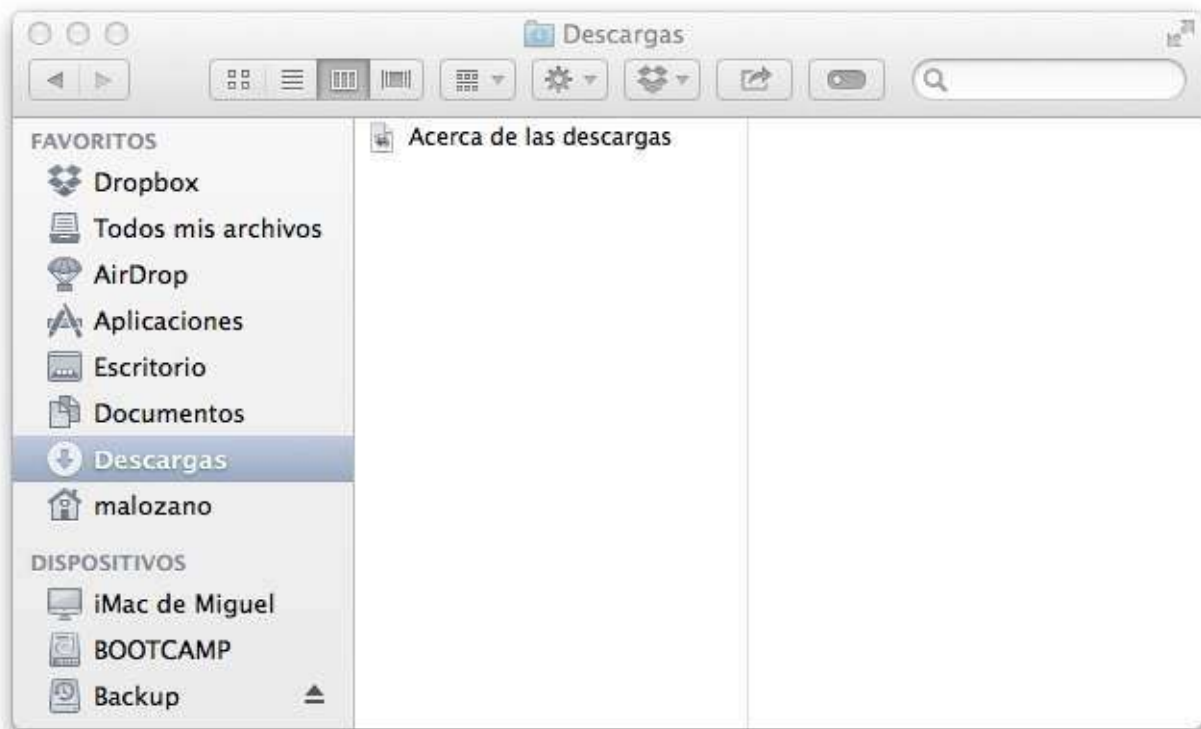 Descargas
FAVORITOS
Dropbox
Todos mis archivos
AirDrop
Aplicaciones
Escritorio
Documentos
Descargas
malozano
DISPOSITIVOS
iMac de Miguel
BOOTCAMP
Backup
Acerca de las descargas